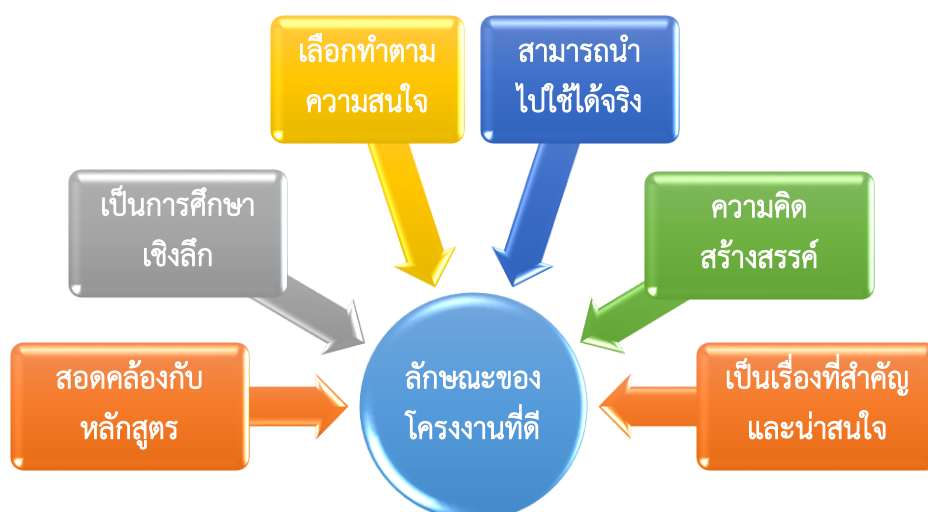 เลือกทำตาม
ความสนใจ
สามารถนำ
ไปใช้ได้จริง
เป็นการศึกษา
เชิงลึก
ความคิด
สร้างสรรค์
สอดคล้องกับ
หลักสูตร
ลักษณะของ
โครงงานที่ดี
เป็นเรื่องที่สำคัญ
และน่าสนใจ